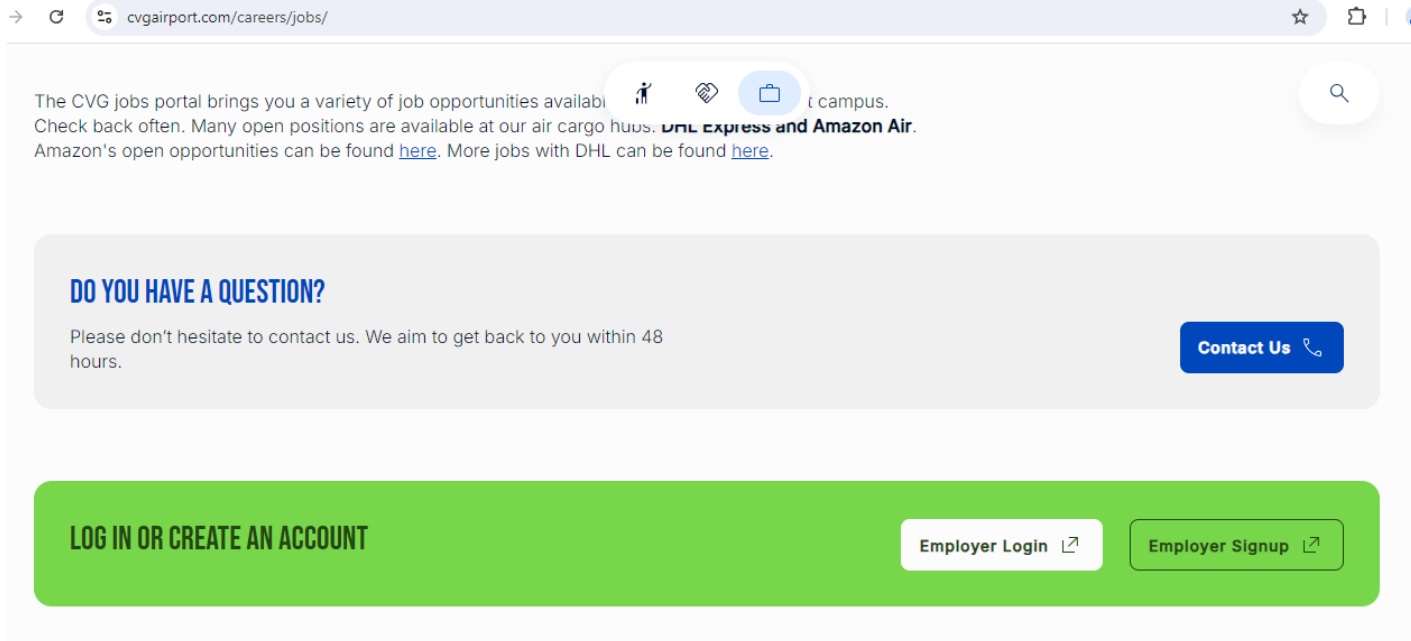 cvgairport.com/careers/jobs/
The CVG jobs portal brings you a variety of job opportunities t campus.
Check back often. Many open positions are available at our air cargo hubs: DHL Express and Amazon Air.
Amazon's open opportunities can be found here. More jobs with DHL can be found here.
DO YOU HAVE A QUESTION?
Please don’t hesitate to contact us. We aim to get back to you within 48
hours.
Contact Us
LOG IN OR CREATE AN ACCOUNT
Employer Login
Employer Signup